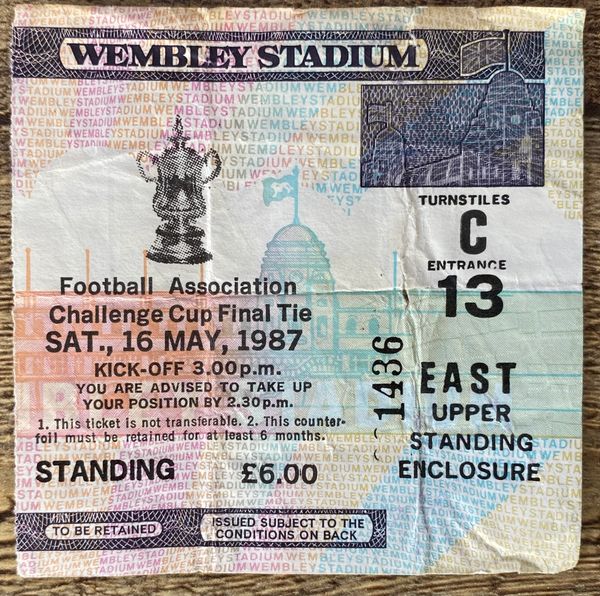 WEMBLEY STADIUM
TURNSTILES
C
ENTRANCE
13
Football Association
Challenge Cup Final Tie
SAT., 16 MAY, 1987
KICK-OFF 3.00p.m.
YOU ARE ADVISED TO TAKE UP
YOUR POSITION BY 2.30p.m.
1. This ticket is not transferable. 2. This counter-
foil must be retained for at least 6 months.
STANDING £6.00
1436
EAST
UPPER
STANDING
ENCLOSURE
TO BE RETAINED
ISSUED SUBJECT TO THE
CONDITIONS ON BACK